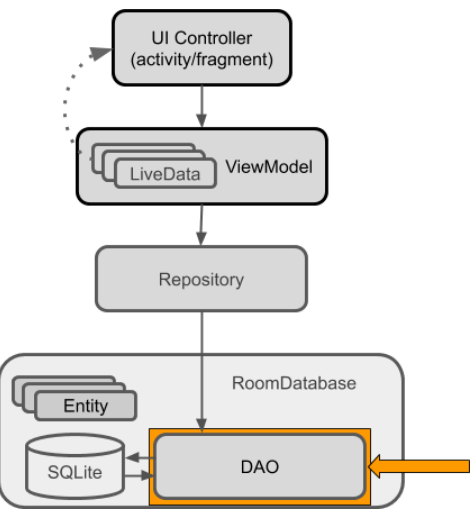 UI Controller
(activity/fragment)
LiveData
ViewModel
Repository
RoomDatabase
Entity
SQLite
DAO